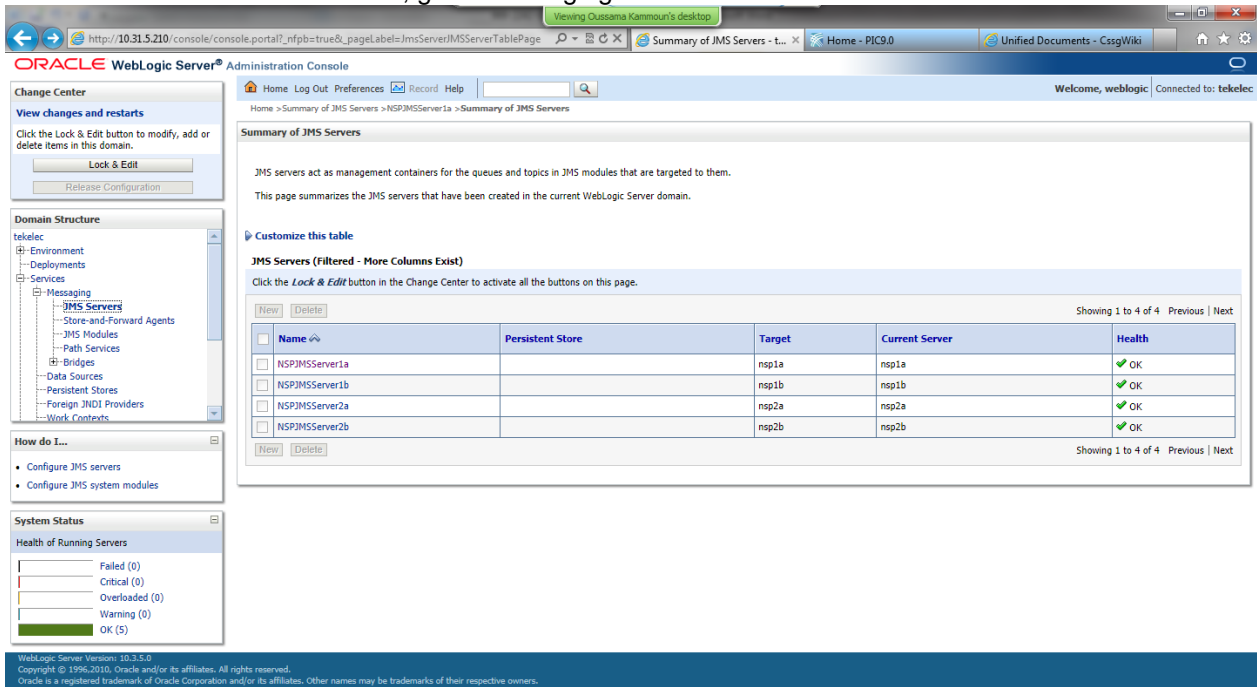 Viewing Oussama Kammoun's desktop
http://10.31.5.210/console/console.portal?_nfpb=true&_pageLabel=JmsServerJMSServerTablePage
Summary of JMS Servers - t...
Home - PIC9.0
Unified Documents - CssgWiki
ORACLE WebLogic Server® Administration Console
Change Center
View changes and restarts
Click the Lock & Edit button to modify, add or
delete items in this domain.
Lock & Edit
Release Configuration
Domain Structure
tekelec
Environment
Deployments
Services
Messaging
JMS Servers
Store-and-Forward Agents
JMS Modules
Path Services
Bridges
Data Sources
Persistent Stores
Foreign JNDI Providers
Work Contexts
How do I...
Configure JMS servers
Configure JMS system modules
System Status
Health of Running Servers
Failed (0)
Critical (0)
Overloaded (0)
Warning (0)
OK (5)
Home Log Out Preferences Record Help
Welcome, weblogic Connected to: tekelec
Home >Summary of JMS Servers >NSPJMSServer1a >Summary of JMS Servers
Summary of JMS Servers
JMS servers act as management containers for the queues and topics in JMS modules that are targeted to them.
This page summarizes the JMS servers that have been created in the current WebLogic Server domain.
Customize this table
JMS Servers (Filtered - More Columns Exist)
Click the Lock & Edit button in the Change Center to activate all the buttons on this page.
New Delete Showing 1 to 4 of 4 Previous | Next
Name Persistent Store Target Current Server Health
NSPJMSServer1a nsp1a nsp1a OK
NSPJMSServer1b nsp1b nsp1b OK
NSPJMSServer2a nsp2a nsp2a OK
NSPJMSServer2b nsp2b nsp2b OK
New Delete Showing 1 to 4 of 4 Previous | Next
WebLogic Server Version: 10.3.5.0
Copyright © 1996,2010, Oracle and/or its affiliates. All rights reserved.
Oracle is a registered trademark of Oracle Corporation and/or its affiliates. Other names may be trademarks of their respective owners.